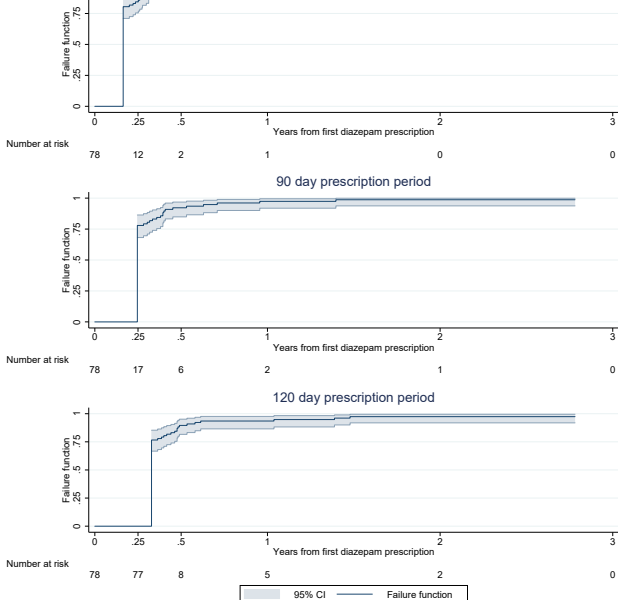 .75
.5
.25
0
Failure function
0 .25 .5 1 2 3
Years from first diazepam prescription
Number at risk
78 12 2 1 0 0
90 day prescription period
1
.75
.5
.25
0
Failure function
0 .25 .5 1 2 3
Years from first diazepam prescription
Number at risk
78 17 6 2 1 0
120 day prescription period
1
.75
.5
.25
0
Failure function
0 .25 .5 1 2 3
Years from first diazepam prescription
Number at risk
78 77 8 5 2 0
95% CI Failure function